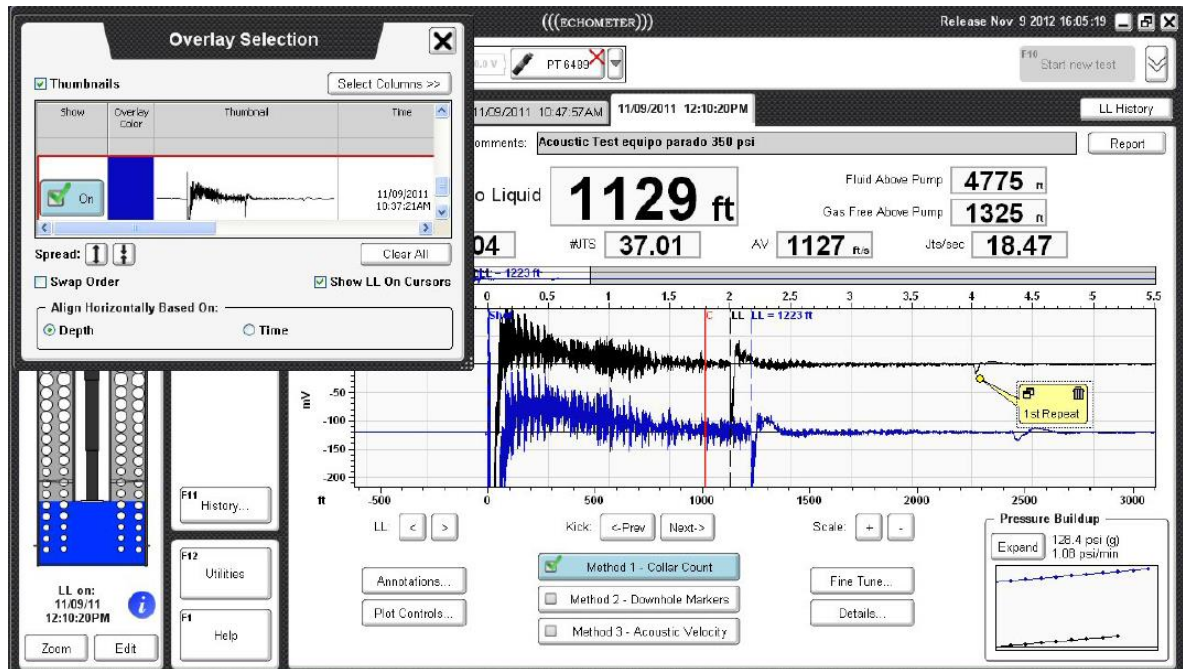 (((ECHOMETER)))
Release Nov 9 2012 16:05:19
Overlay Selection
Thumbnails
Select Columns >>
Show
Overlay Color
Thumbnail
Time
On
11/09/2011
10:37:21AM
Spread:
Clear All
Swap Order
Show LL On Cursors
Align Horizontally Based On:
Depth
Time
PT 6499
F10
Start new test
11/09/2011 10:47:57AM
11/09/2011 12:10:20PM
LL History
omments:
Acoustic Test equipo parado 350 psi
Report
o Liquid
1129 ft
Fluid Above Pump
4775 ft
Gas Free Above Pump
1325 ft
04
#JTS
37.01
AV
1127 ft/s
Jts/sec
18.47
LL = 1223 ft
0 0.5 1 1.5 2 2.5 3 3.5 4 4.5 5 5.5
Shot
C
LL
LL = 1223 ft
mV
-50
-100
-150
-200
1st Repeat
ft
-500 0 500 1000 1500 2000 2500 3000
LL:
<
>
Kick:
<-Prev
Next->
Scale:
+
-
Pressure Buildup
Expand
128.4 psi (g)
1.08 psi/min
Annotations...
Plot Controls...
Method 1 - Collar Count
Method 2 - Downhole Markers
Method 3 - Acoustic Velocity
Fine Tune...
Details...
F11
History...
F12
Utilities
F1
Help
LL on:
11/09/11
12:10:20PM
Zoom
Edit